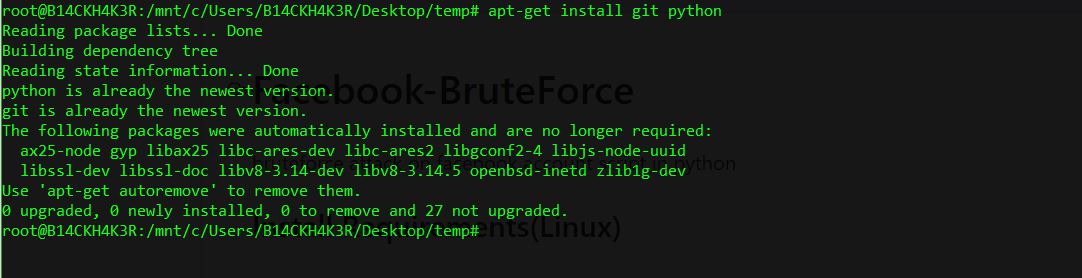 root@B14CKH4K3R:/mnt/c/Users/B14CKH4K3R/Desktop/temp# apt-get install git python
Reading package lists... Done
Building dependency tree
Reading state information... Done
python is already the newest version.
Facebook-BruteForce
git is already the newest version.
The following packages were automatically installed and are no longer required:
  ax25-node gyp libax25 libc-ares-dev libc-ares2 libgconf2-4 libjs-node-uuid
in python
  libssl-dev libssl-doc libv8-3.14-dev libv8-3.14.5 openbsd-inetd zlib1g-dev
Use 'apt-get autoremove' to remove them.
0 upgraded, 0 newly installed, 0 to remove and 27 not upgraded.
Install Requirements(Linux)
root@B14CKH4K3R:/mnt/c/Users/B14CKH4K3R/Desktop/temp#